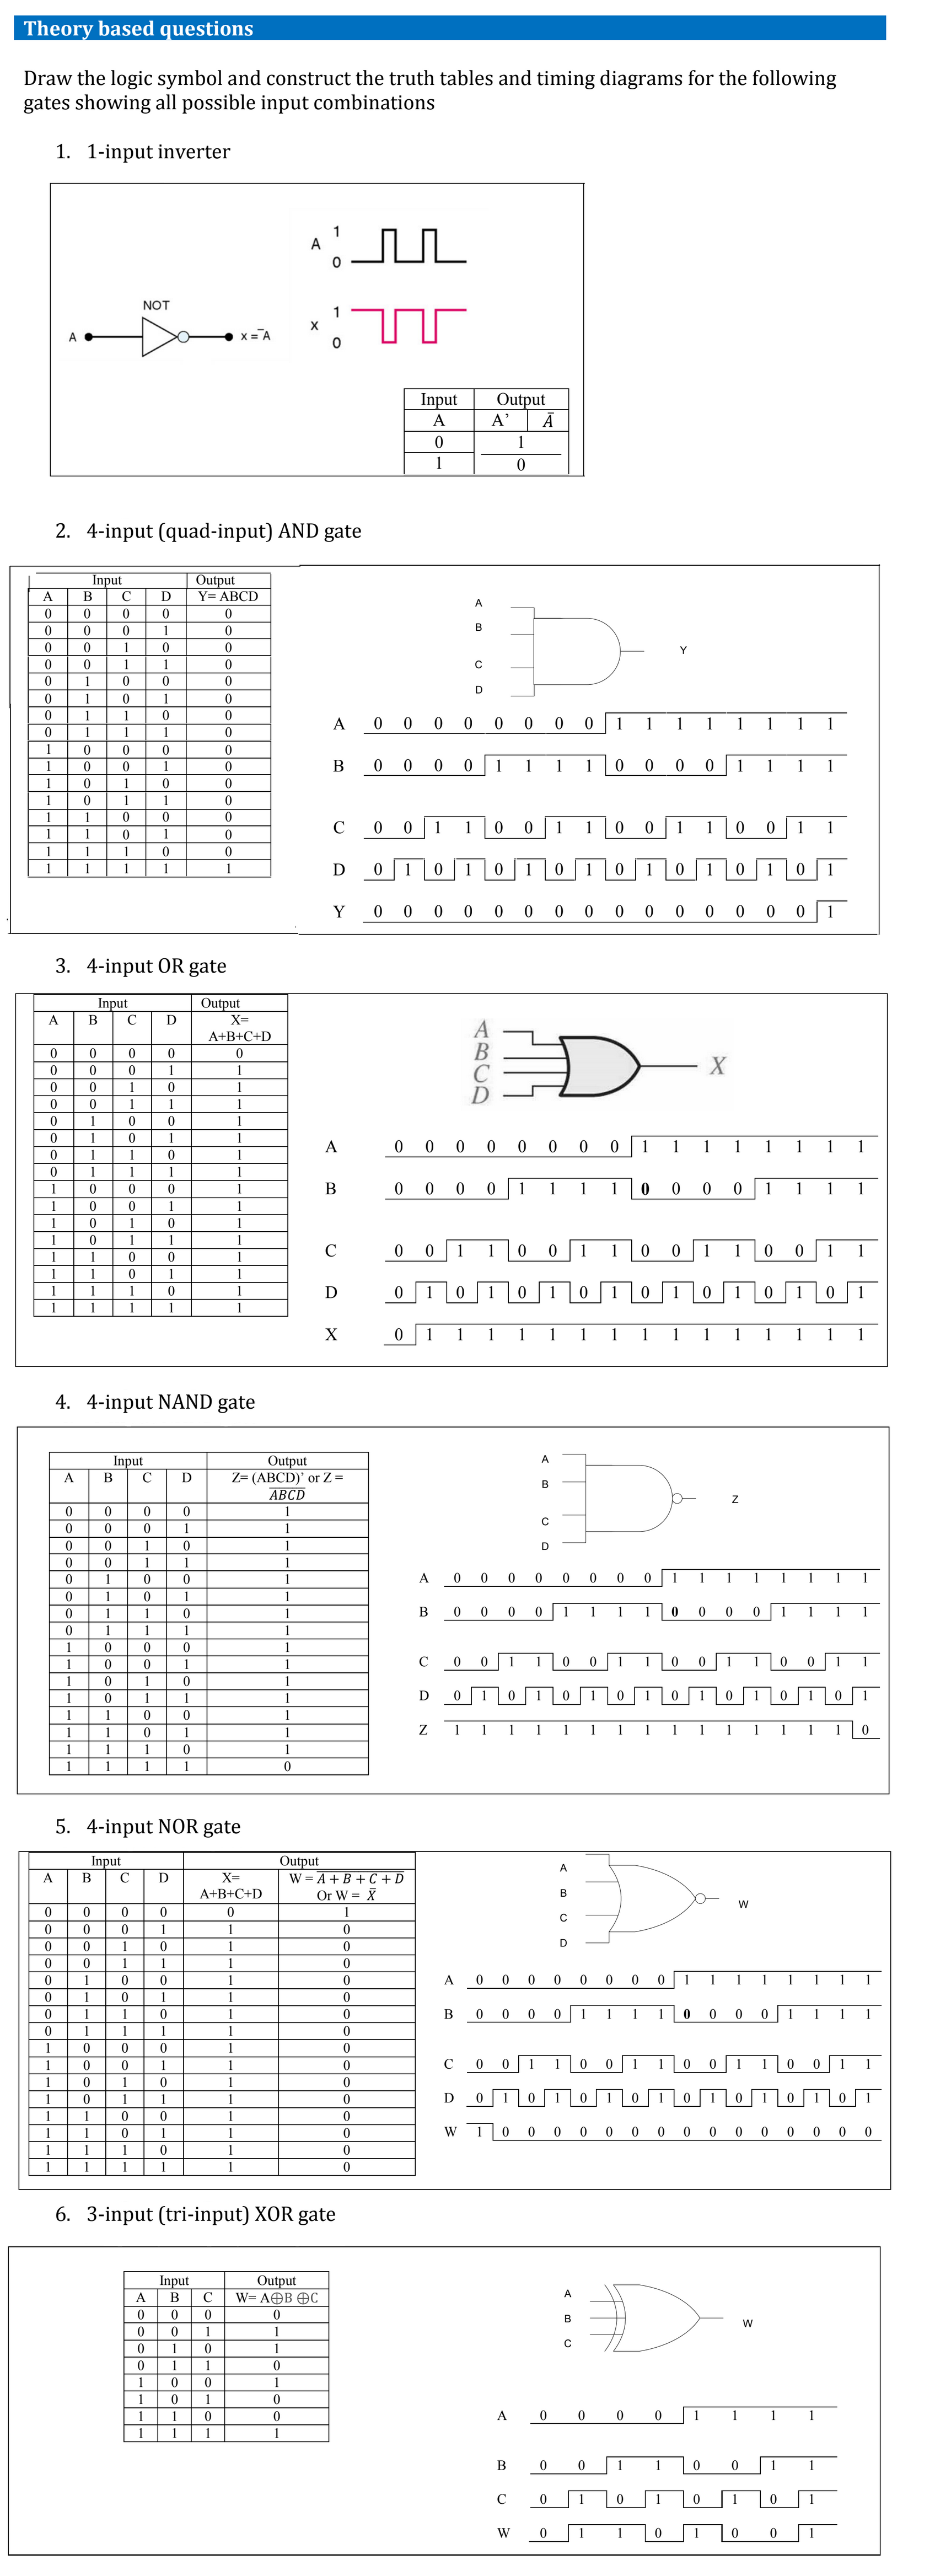 Theory based questions
Draw the logic symbol and construct the truth tables and timing diagrams for the following
gates showing all possible input combinations
1. 1-input inverter
A 1
0
NOT
A x = ¯A
x 1
0
Input Output
A A’ Ā
0 1
1 0
2. 4-input (quad-input) AND gate
Input Output
A B C D Y= ABCD
0 0 0 0 0
0 0 0 1 0
0 0 1 0 0
0 0 1 1 0
0 1 0 0 0
0 1 0 1 0
0 1 1 0 0
0 1 1 1 0
1 0 0 0 0
1 0 0 1 0
1 0 1 0 0
1 0 1 1 0
1 1 0 0 0
1 1 0 1 0
1 1 1 0 0
1 1 1 1 1
A
B
Y
C
D
A 0 0 0 0 0 0 0 0 1 1 1 1 1 1 1 1
B 0 0 0 0 1 1 1 1 0 0 0 0 1 1 1 1
C 0 0 1 1 0 0 1 1 0 0 1 1 0 0 1 1
D 0 1 0 1 0 1 0 1 0 1 0 1 0 1 0 1
Y 0 0 0 0 0 0 0 0 0 0 0 0 0 0 0 1
3. 4-input OR gate
Input Output
A B C D X=
A+B+C+D
0 0 0 0 0
0 0 0 1 1
0 0 1 0 1
0 0 1 1 1
0 1 0 0 1
0 1 0 1 1
0 1 1 0 1
0 1 1 1 1
1 0 0 0 1
1 0 0 1 1
1 0 1 0 1
1 0 1 1 1
1 1 0 0 1
1 1 0 1 1
1 1 1 0 1
1 1 1 1 1
A
B
C X
D
A 0 0 0 0 0 0 0 0 1 1 1 1 1 1 1 1
B 0 0 0 0 1 1 1 1 0 0 0 0 1 1 1 1
C 0 0 1 1 0 0 1 1 0 0 1 1 0 0 1 1
D 0 1 0 1 0 1 0 1 0 1 0 1 0 1 0 1
X 0 1 1 1 1 1 1 1 1 1 1 1 1 1 1 1
4. 4-input NAND gate
Input Output
A B C D Z= (ABCD)’ or Z =
A̅B̅C̅D̅
0 0 0 0 1
0 0 0 1 1
0 0 1 0 1
0 0 1 1 1
0 1 0 0 1
0 1 0 1 1
0 1 1 0 1
0 1 1 1 1
1 0 0 0 1
1 0 0 1 1
1 0 1 0 1
1 0 1 1 1
1 1 0 0 1
1 1 0 1 1
1 1 1 0 1
1 1 1 1 0
A
B
Z
C
D
A 0 0 0 0 0 0 0 0 1 1 1 1 1 1 1 1
B 0 0 0 0 1 1 1 1 0 0 0 0 1 1 1 1
C 0 0 1 1 0 0 1 1 0 0 1 1 0 0 1 1
D 0 1 0 1 0 1 0 1 0 1 0 1 0 1 0 1
Z 1 1 1 1 1 1 1 1 1 1 1 1 1 1 1 0
5. 4-input NOR gate
Input Output
A B C D X= W = A̅ ̅+̅ ̅B̅ ̅+̅ ̅C̅ ̅+̅ ̅D̅
A+B+C+D Or W = X̄
0 0 0 0 0 1
0 0 0 1 1 0
0 0 1 0 1 0
0 0 1 1 1 0
0 1 0 0 1 0
0 1 0 1 1 0
0 1 1 0 1 0
0 1 1 1 1 0
1 0 0 0 1 0
1 0 0 1 1 0
1 0 1 0 1 0
1 0 1 1 1 0
1 1 0 0 1 0
1 1 0 1 1 0
1 1 1 0 1 0
1 1 1 1 1 0
A
B
W
C
D
A 0 0 0 0 0 0 0 0 1 1 1 1 1 1 1 1
B 0 0 0 0 1 1 1 1 0 0 0 0 1 1 1 1
C 0 0 1 1 0 0 1 1 0 0 1 1 0 0 1 1
D 0 1 0 1 0 1 0 1 0 1 0 1 0 1 0 1
W 1 0 0 0 0 0 0 0 0 0 0 0 0 0 0 0
6. 3-input (tri-input) XOR gate
Input Output
A B C W= A⊕B ⊕C
0 0 0 0
0 0 1 1
0 1 0 1
0 1 1 0
1 0 0 1
1 0 1 0
1 1 0 0
1 1 1 1
A
B
W
C
A 0 0 0 0 1 1 1 1
B 0 0 1 1 0 0 1 1
C 0 1 0 1 0 1 0 1
W 0 1 1 0 1 0 0 1